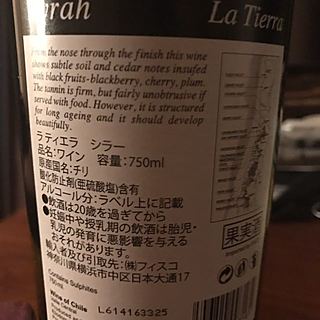 yrah
La Tierra
From the nose through the finish this wine
shows subtle soil and cedar notes insufed
with black fruits-blackberry, cherry, plum.
The tannin is firm, but fairly unobtrusive if
served with food. However, it is structured
for long ageing and it should develop
beautifully.
ラ ティエラ シラー
品名:ワイン 容量:750ml
原産国名:チリ
酸化防止剤(亜硫酸塩)含有
アルコール分:ラベル上に記載
●飲酒は20歳を過ぎてから
●妊娠中や授乳期の飲酒は胎児・
乳児の発育に悪影響を与える
おそれがあります。
輸入者及び引取先:(株)フィスコ
神奈川県横浜市中区日本大通17
果実酒
Contains Sulphites
750ml
Wine of Chile
L614163325